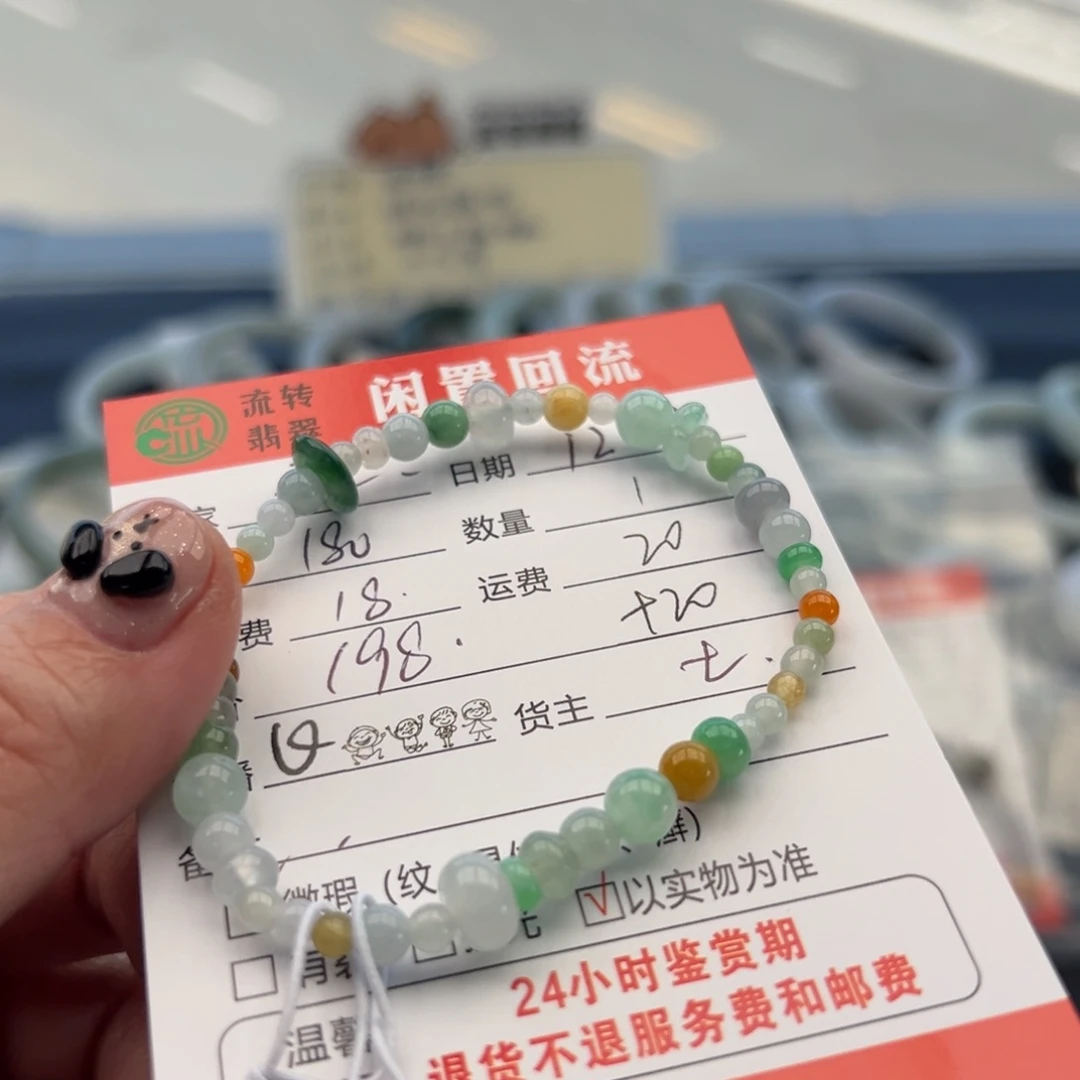 流转 闲置回流
翡翠
日期 12
180 数量 1
费 18. 运费 20
198. +20
货主 七.
微瑕 (纹
☑以实物为准
温馨
24小时鉴赏期
退货不退服务费和邮费